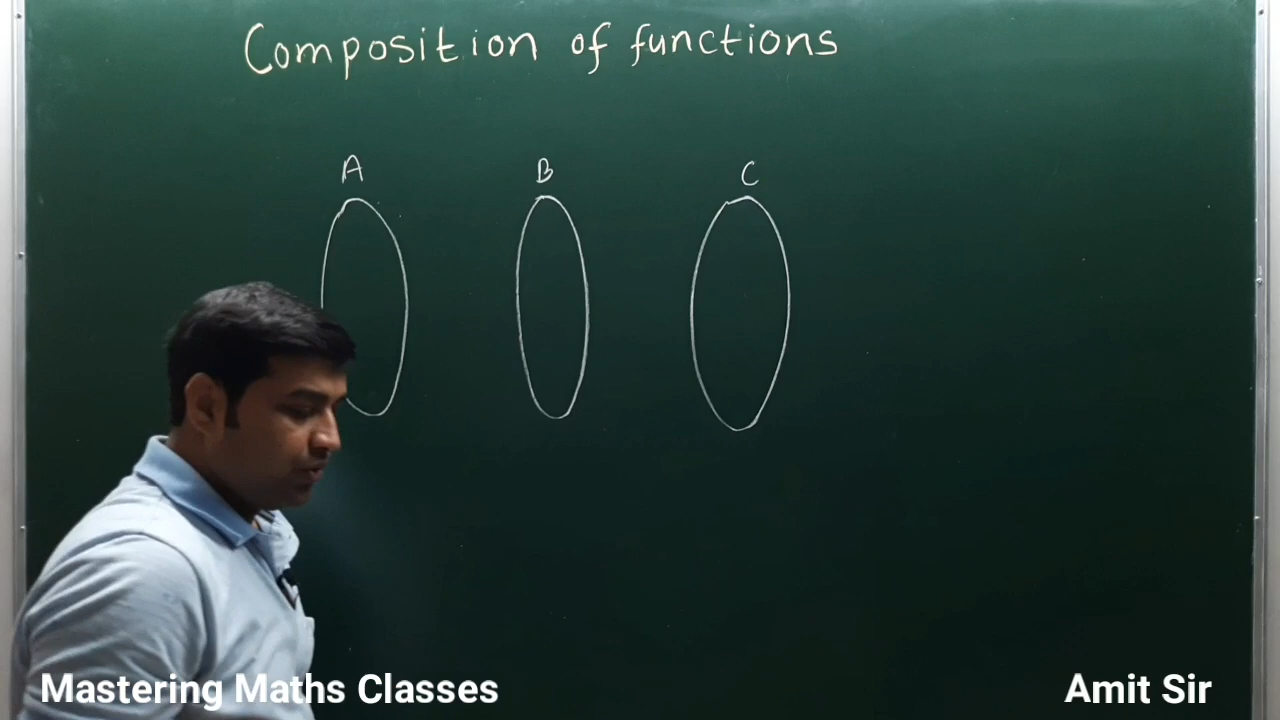 Composition of functions
A B C
Mastering Maths Classes
Amit Sir